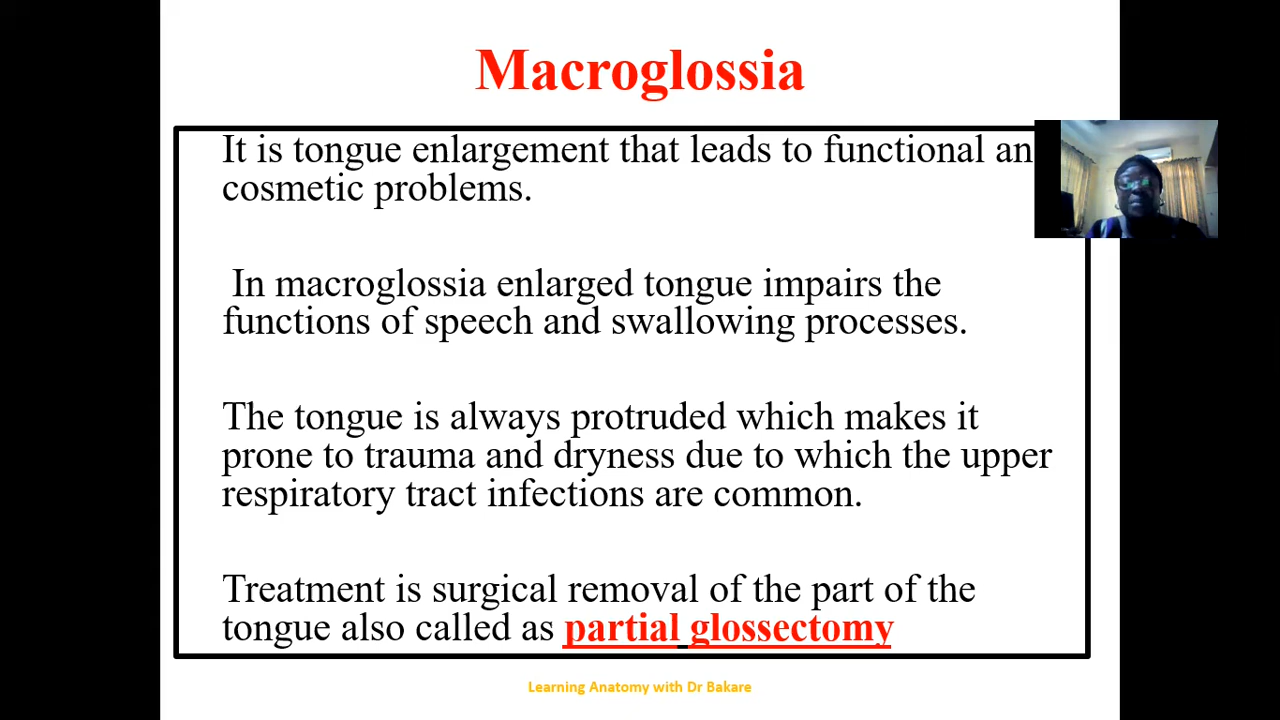 Macroglossia
It is tongue enlargement that leads to functional an
cosmetic problems.
In macroglossia enlarged tongue impairs the
functions of speech and swallowing processes.
The tongue is always protruded which makes it
prone to trauma and dryness due to which the upper
respiratory tract infections are common.
Treatment is surgical removal of the part of the
tongue also called as partial glossectomy
Learning Anatomy with Dr Bakare